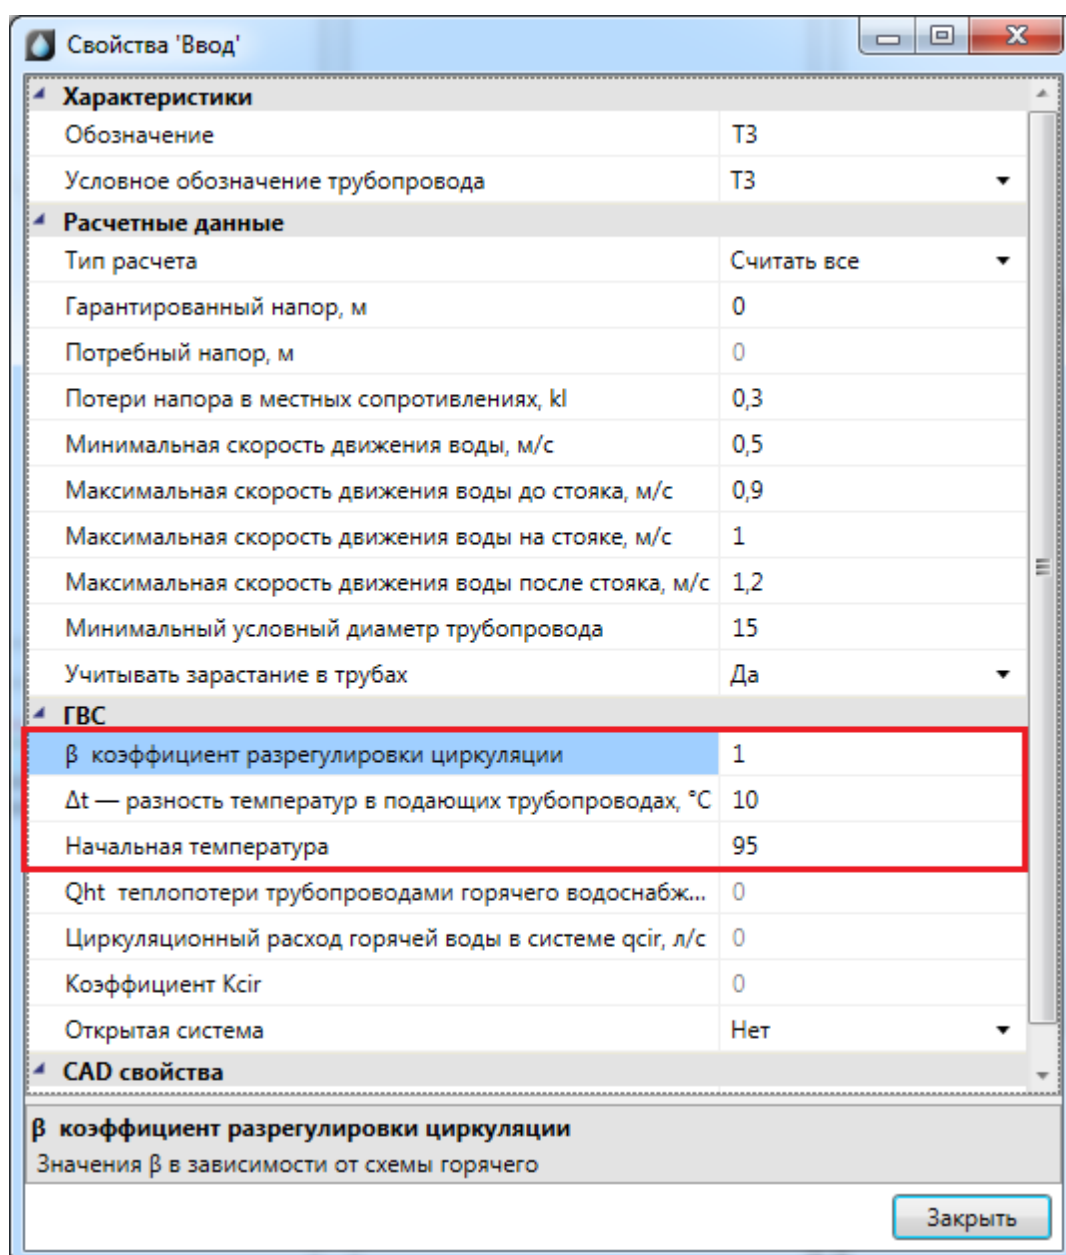 Свойства 'Ввод'
Характеристики
Обозначение Т3
Условное обозначение трубопровода Т3
Расчетные данные
Тип расчета Считать все
Гарантированный напор, м 0
Потребный напор, м 0
Потери напора в местных сопротивлениях, kl 0,3
Минимальная скорость движения воды, м/с 0,5
Максимальная скорость движения воды до стояка, м/с 0,9
Максимальная скорость движения воды на стояке, м/с 1
Максимальная скорость движения воды после стояка, м/с 1,2
Минимальный условный диаметр трубопровода 15
Учитывать зарастание в трубах Да
ГВС
β коэффициент разрегулировки циркуляции 1
Δt — разность температур в подающих трубопроводах, °C 10
Начальная температура 95
Qht теплопотери трубопроводами горячего водоснабж... 0
Циркуляционный расход горячей воды в системе qcir, л/с 0
Коэффициент Kcir 0
Открытая система Нет
CAD свойства
β коэффициент разрегулировки циркуляции
Значения β в зависимости от схемы горячего
Закрыть